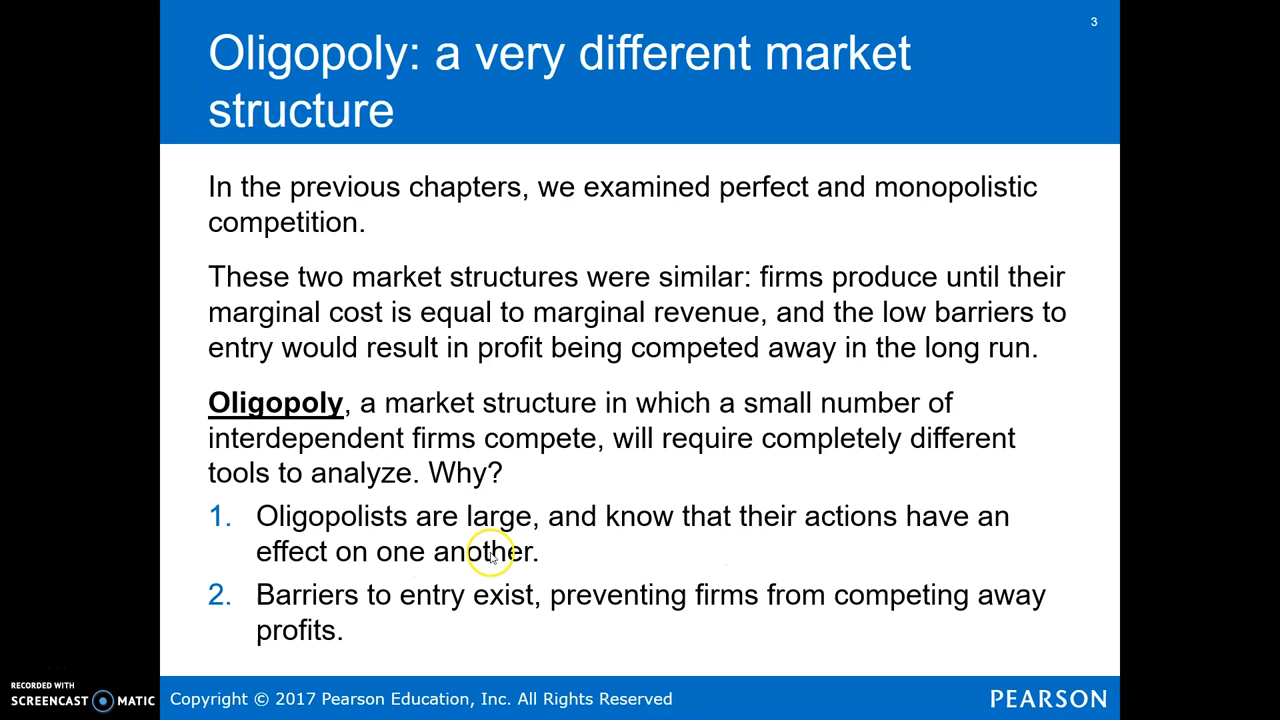 3
Oligopoly: a very different market
structure
In the previous chapters, we examined perfect and monopolistic
competition.
These two market structures were similar: firms produce until their
marginal cost is equal to marginal revenue, and the low barriers to
entry would result in profit being competed away in the long run.
Oligopoly, a market structure in which a small number of
interdependent firms compete, will require completely different
tools to analyze. Why?
1. Oligopolists are large, and know that their actions have an
effect on one another.
2. Barriers to entry exist, preventing firms from competing away
profits.
RECORDED WITH
SCREENCAST MATIC
Copyright © 2017 Pearson Education, Inc. All Rights Reserved
PEARSON